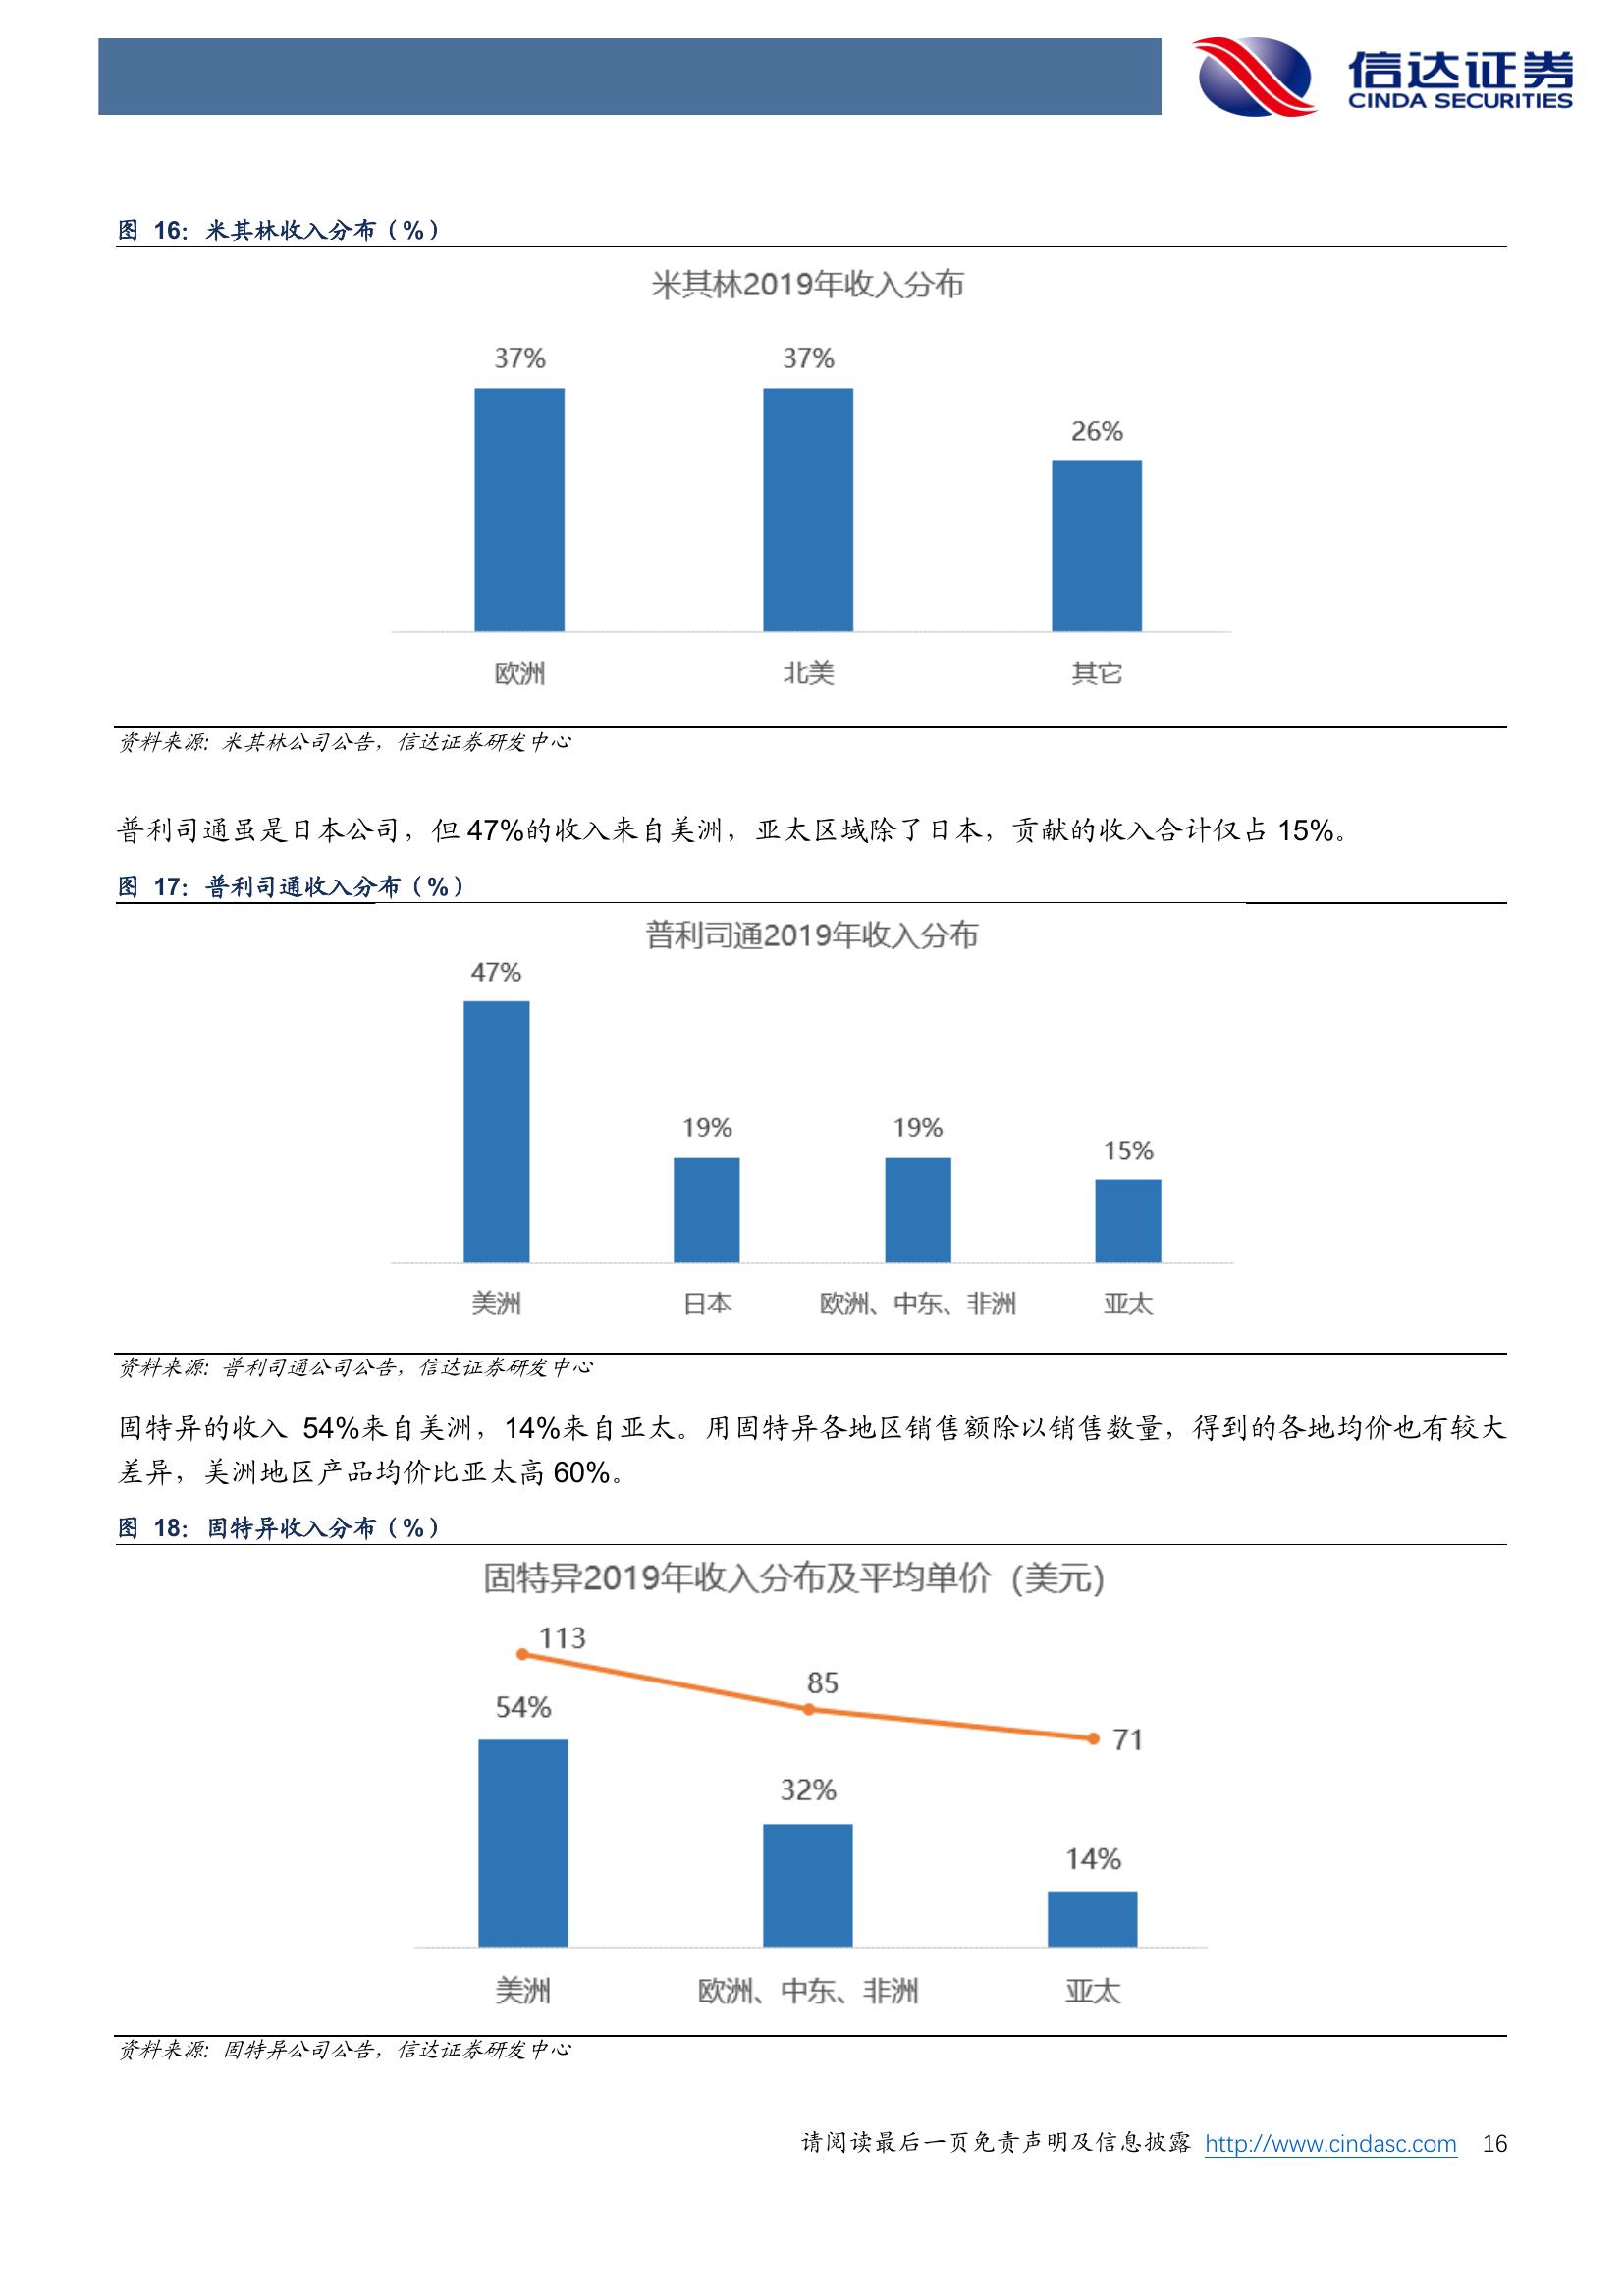 信达证券
CINDA SECURITIES
图 16：米其林收入分布（%）
米其林2019年收入分布
37%
37%
26%
欧洲
北美
其它
资料来源：米其林公司公告，信达证券研发中心
普利司通虽是日本公司，但 47%的收入来自美洲，亚太区域除了日本，贡献的收入合计仅占 15%。
图 17：普利司通收入分布（%）
普利司通2019年收入分布
47%
19%
19%
15%
美洲
日本
欧洲、中东、非洲
亚太
资料来源：普利司通公司公告，信达证券研发中心
固特异的收入 54%来自美洲，14%来自亚太。用固特异各地区销售额除以销售数量，得到的各地均价也有较大
差异，美洲地区产品均价比亚太高 60%。
图 18：固特异收入分布（%）
固特异2019年收入分布及平均单价（美元）
113
85
71
54%
32%
14%
美洲
欧洲、中东、非洲
亚太
资料来源：固特异公司公告，信达证券研发中心
请阅读最后一页免责声明及信息披露 http://www.cindasc.com 16